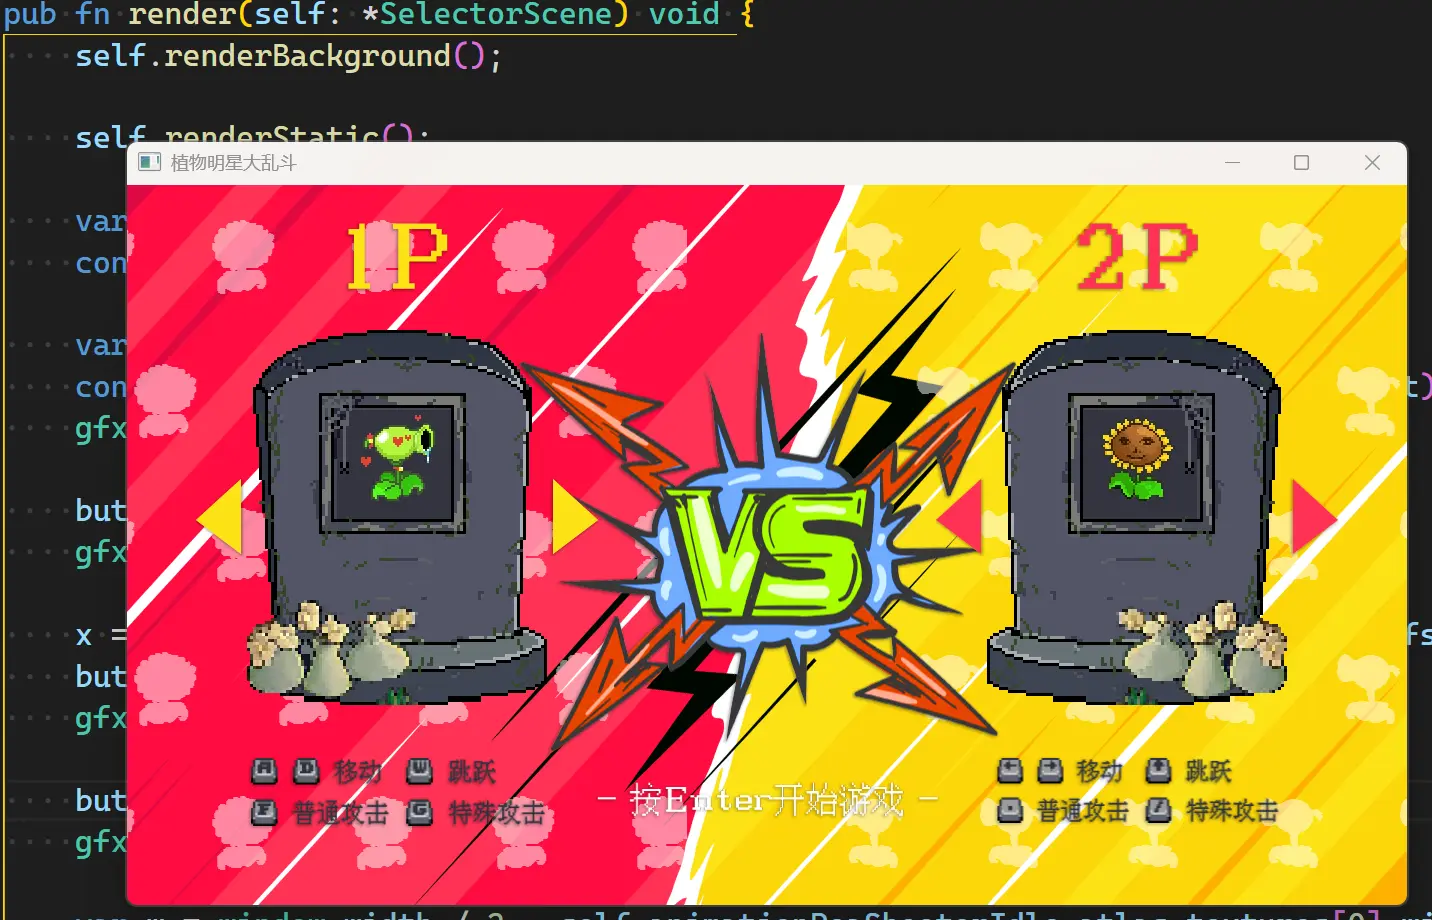 pub fn render(self: *SelectorScene) void {
self.renderBackground();
self.renderStatic();
植物明星大乱斗
var
con
1P
2P
var
con
t)
gfx
but
gfx
VS
x =
fs
but
gfx
A D 移动 W 跳跃
← → 移动 ↑ 跳跃
but
- 按Enter开始游戏 -
F 普通攻击 G 特殊攻击
. 普通攻击 / 特殊攻击
gfx